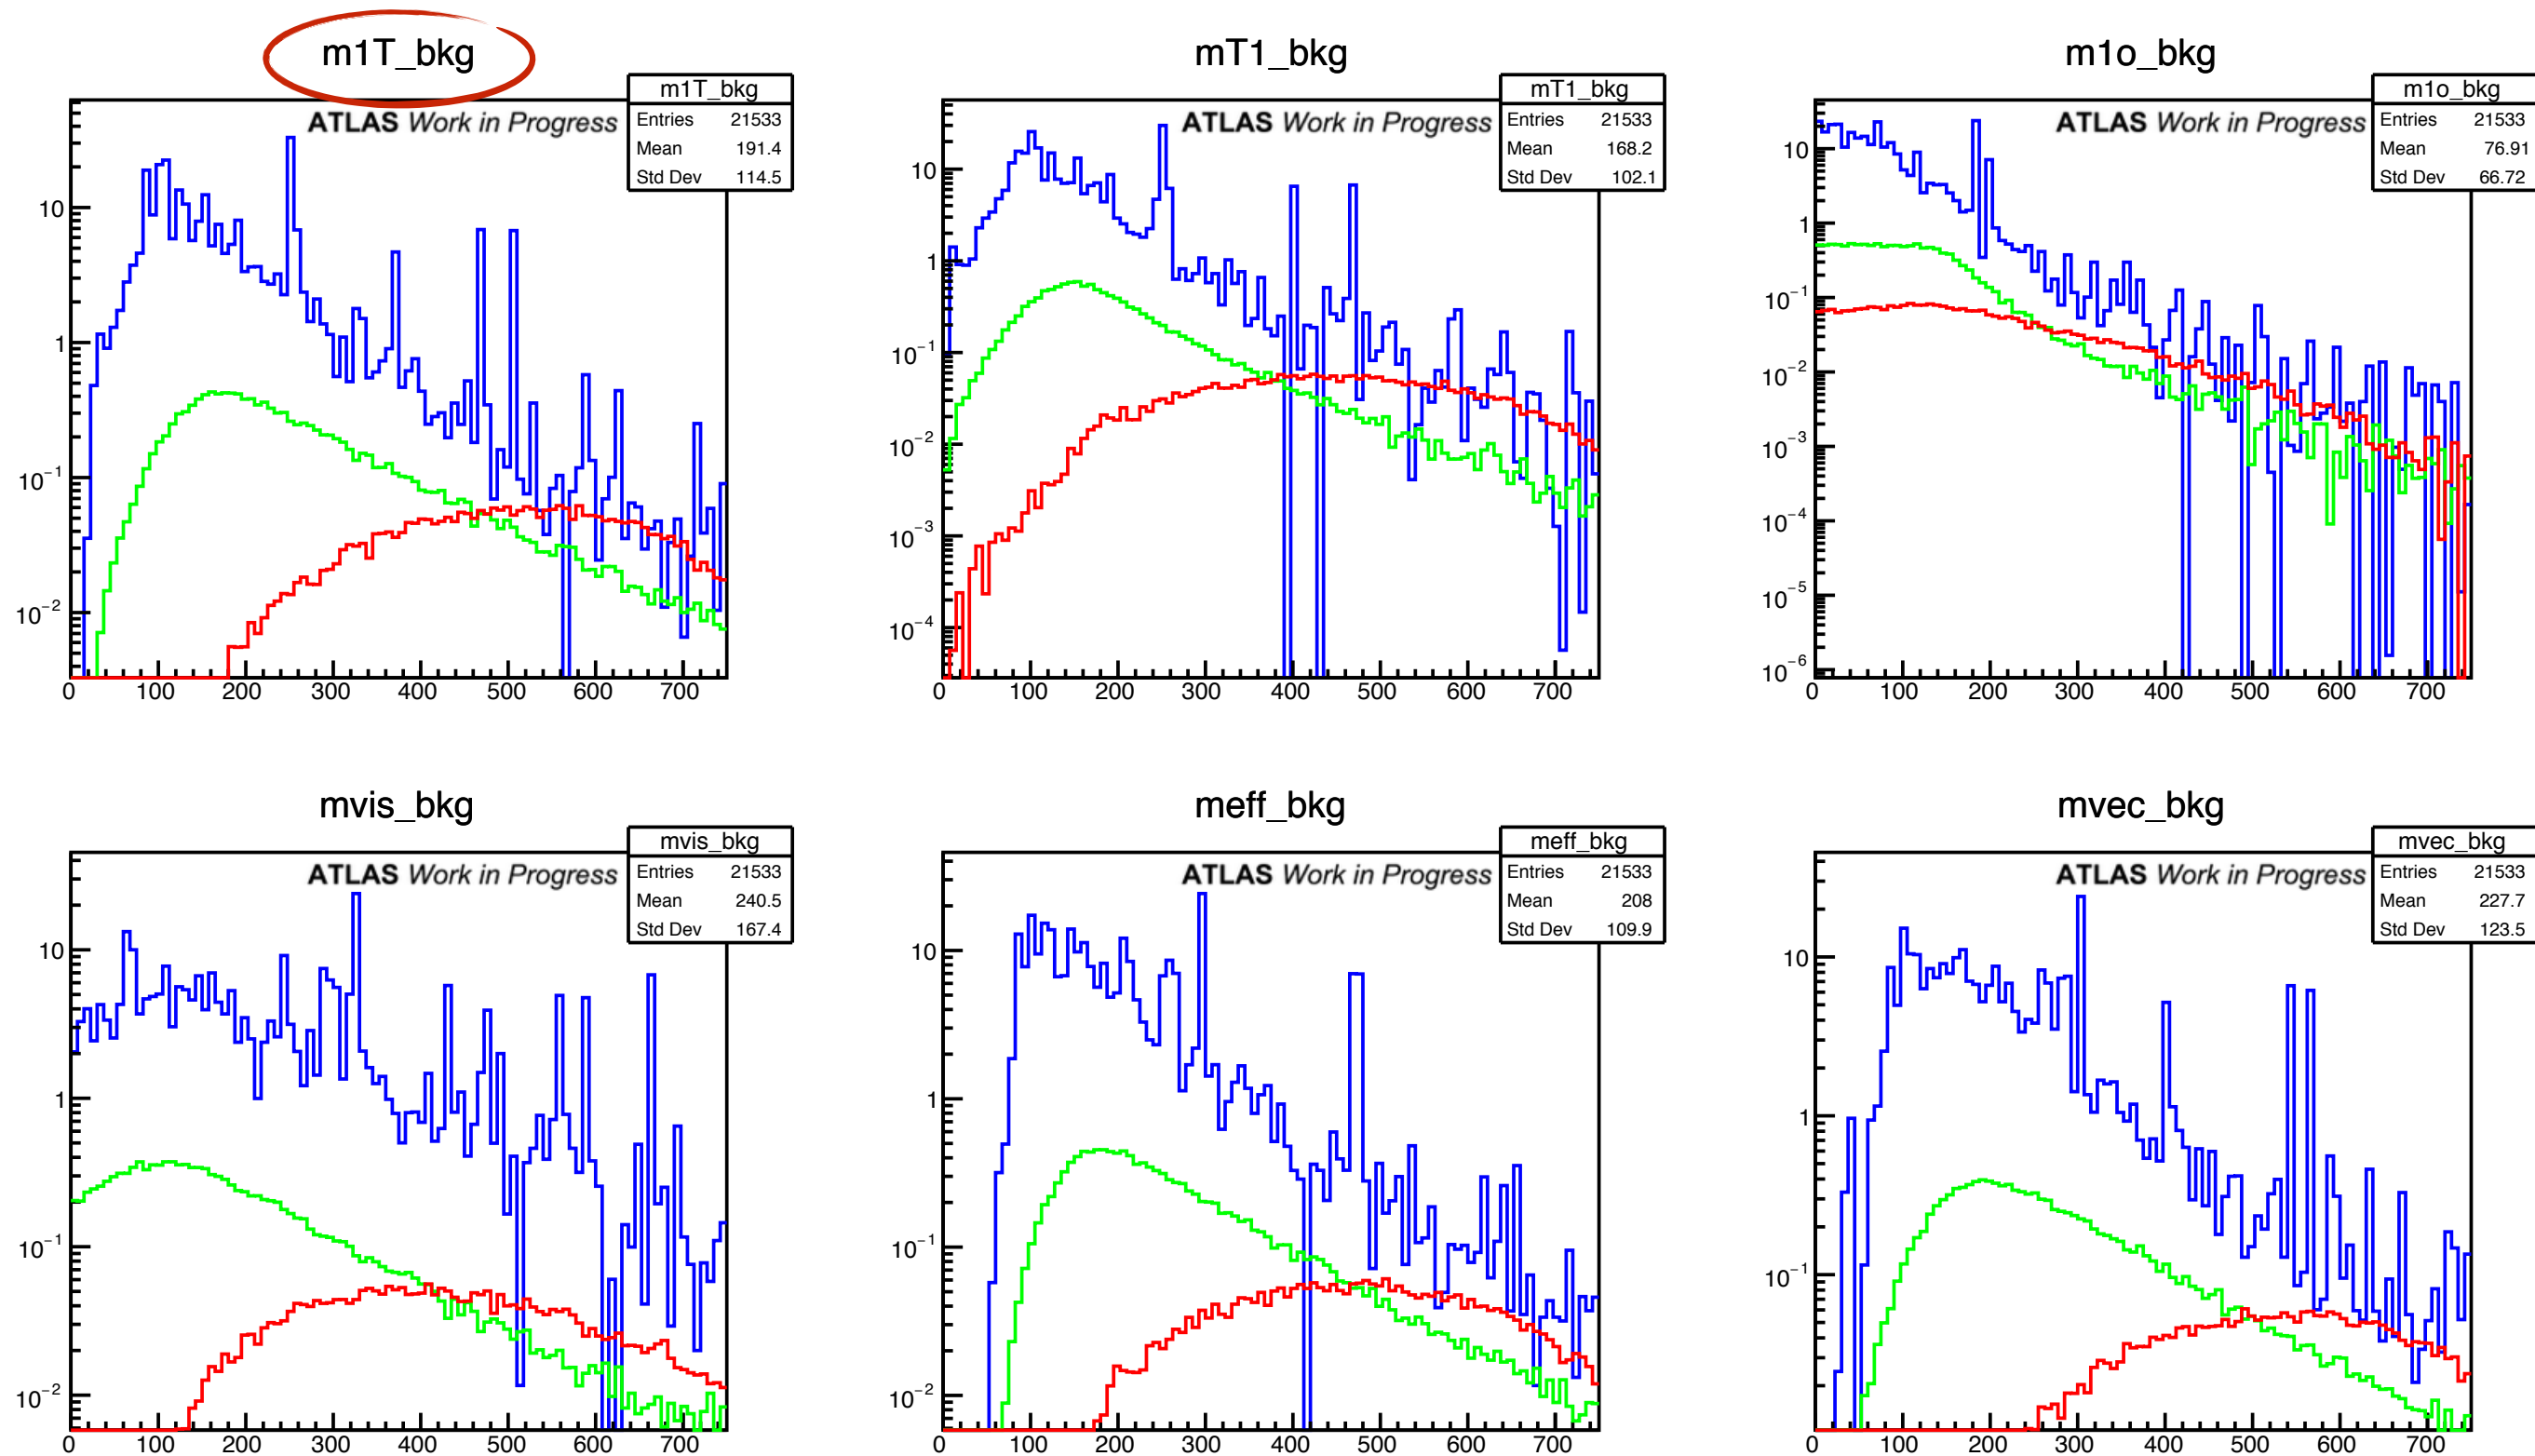 m1T_bkg
m1T_bkg
Entries 21533
Mean 191.4
Std Dev 114.5
ATLAS Work in Progress
10
1
10−1
10−2
0 100 200 300 400 500 600 700
mT1_bkg
mT1_bkg
Entries 21533
Mean 168.2
Std Dev 102.1
ATLAS Work in Progress
10
1
10−1
10−2
10−3
10−4
0 100 200 300 400 500 600 700
m1o_bkg
m1o_bkg
Entries 21533
Mean 76.91
Std Dev 66.72
ATLAS Work in Progress
10
1
10−1
10−2
10−3
10−4
10−5
10−6
0 100 200 300 400 500 600 700
mvis_bkg
mvis_bkg
Entries 21533
Mean 240.5
Std Dev 167.4
ATLAS Work in Progress
10
1
10−1
10−2
0 100 200 300 400 500 600 700
meff_bkg
meff_bkg
Entries 21533
Mean 208
Std Dev 109.9
ATLAS Work in Progress
10
1
10−1
10−2
0 100 200 300 400 500 600 700
mvec_bkg
mvec_bkg
Entries 21533
Mean 227.7
Std Dev 123.5
ATLAS Work in Progress
10
1
10−1
0 100 200 300 400 500 600 700